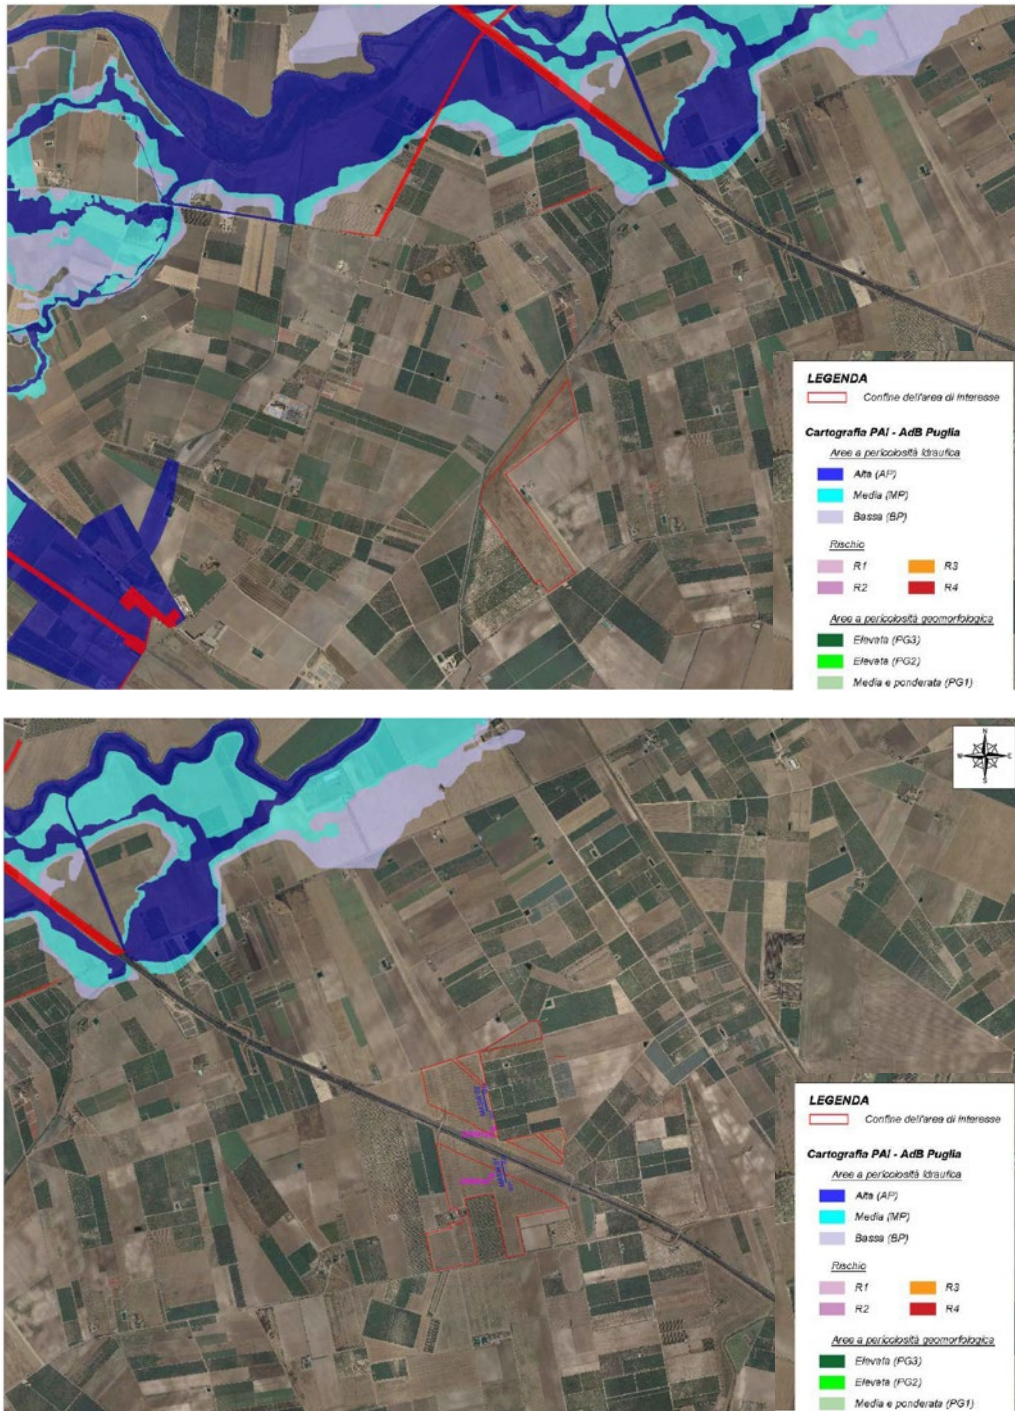 LEGENDA
Confine dell'area di interesse
Cartografia PAI - AdB Puglia
Aree a pericolosità idraulica
Alta (AP)
Media (MP)
Bassa (BP)
Rischio
R1 R3
R2 R4
Aree a pericolosità geomorfologica
Elevata (PG3)
Elevata (PG2)
Media e ponderata (PG1)
N
W E
S
LEGENDA
Confine dell'area di interesse
Cartografia PAI - AdB Puglia
Aree a pericolosità idraulica
Alta (AP)
Media (MP)
Bassa (BP)
Rischio
R1 R3
R2 R4
Aree a pericolosità geomorfologica
Elevata (PG3)
Elevata (PG2)
Media e ponderata (PG1)